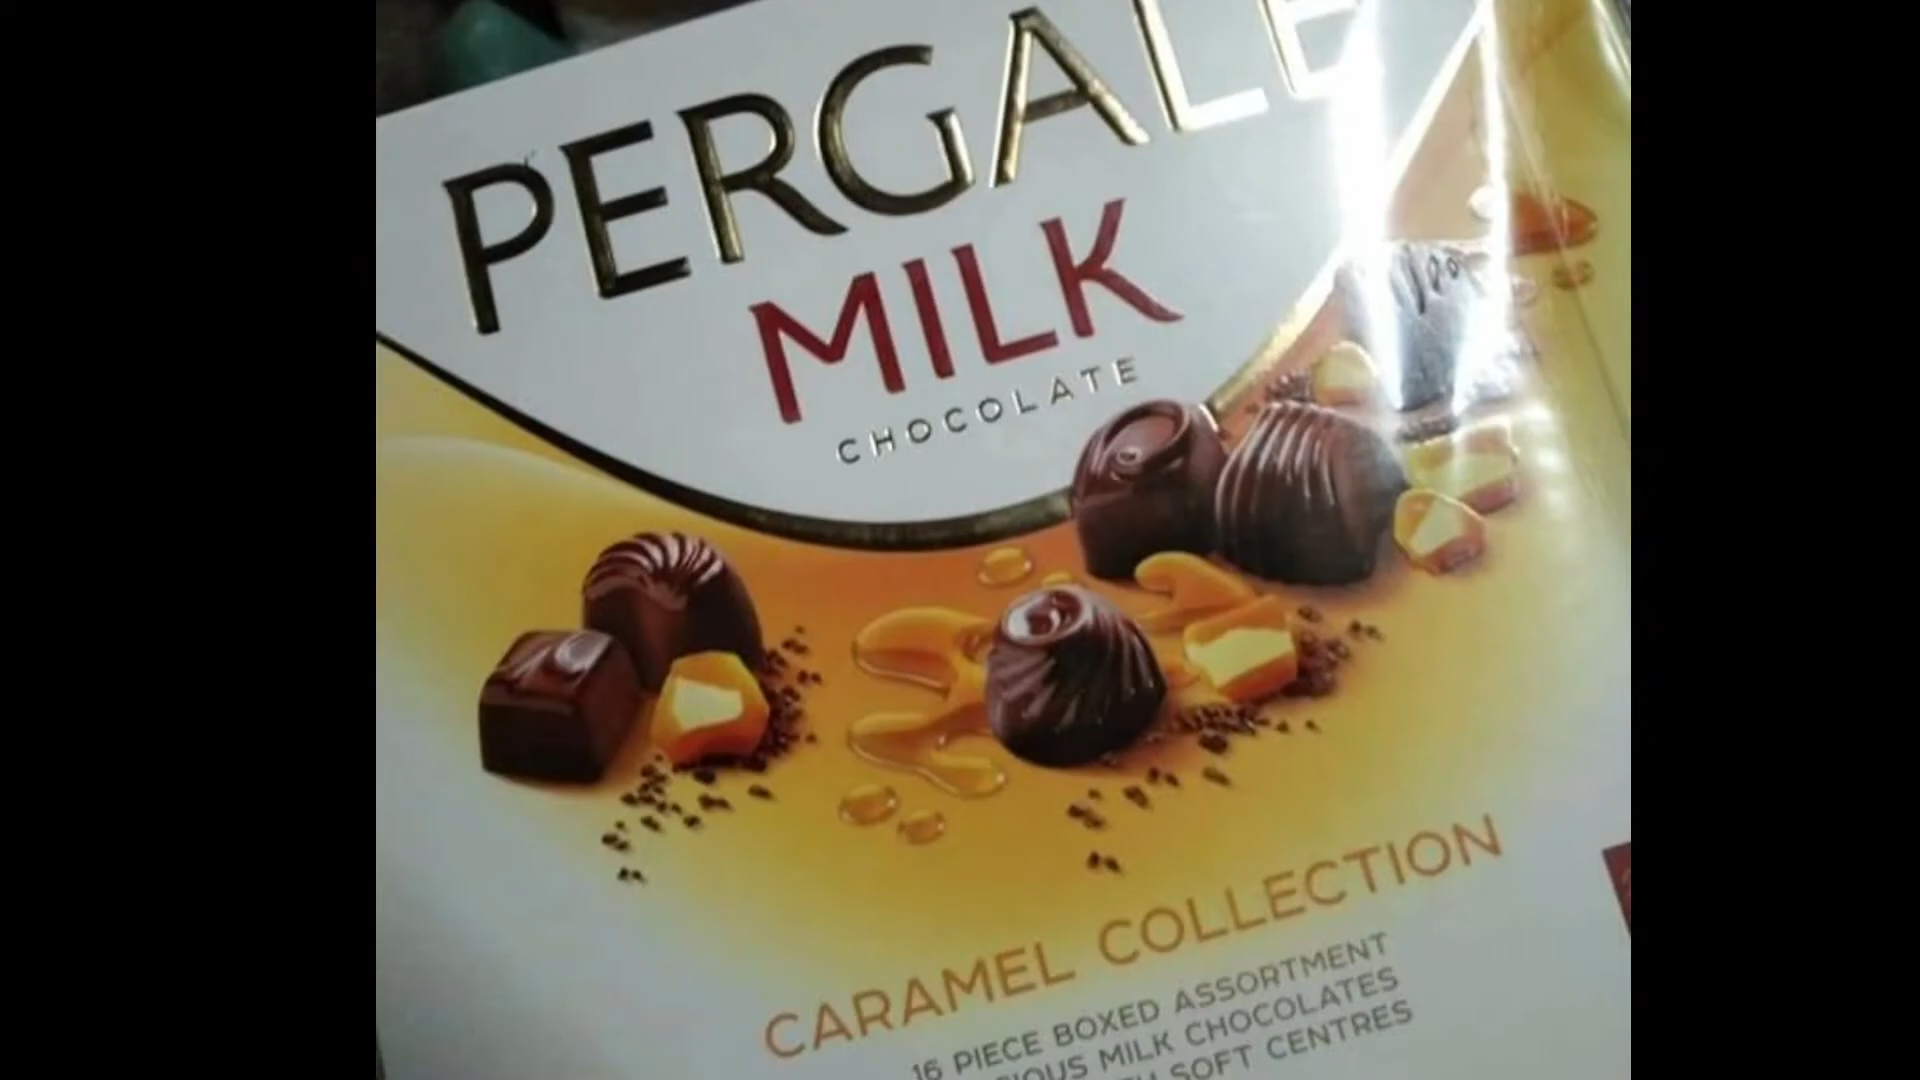 PERGALE
MILK
CHOCOLATE
CARAMEL COLLECTION
16 PIECE BOXED ASSORTMENT
MILK CHOCOLATES
SOFT CENTRES